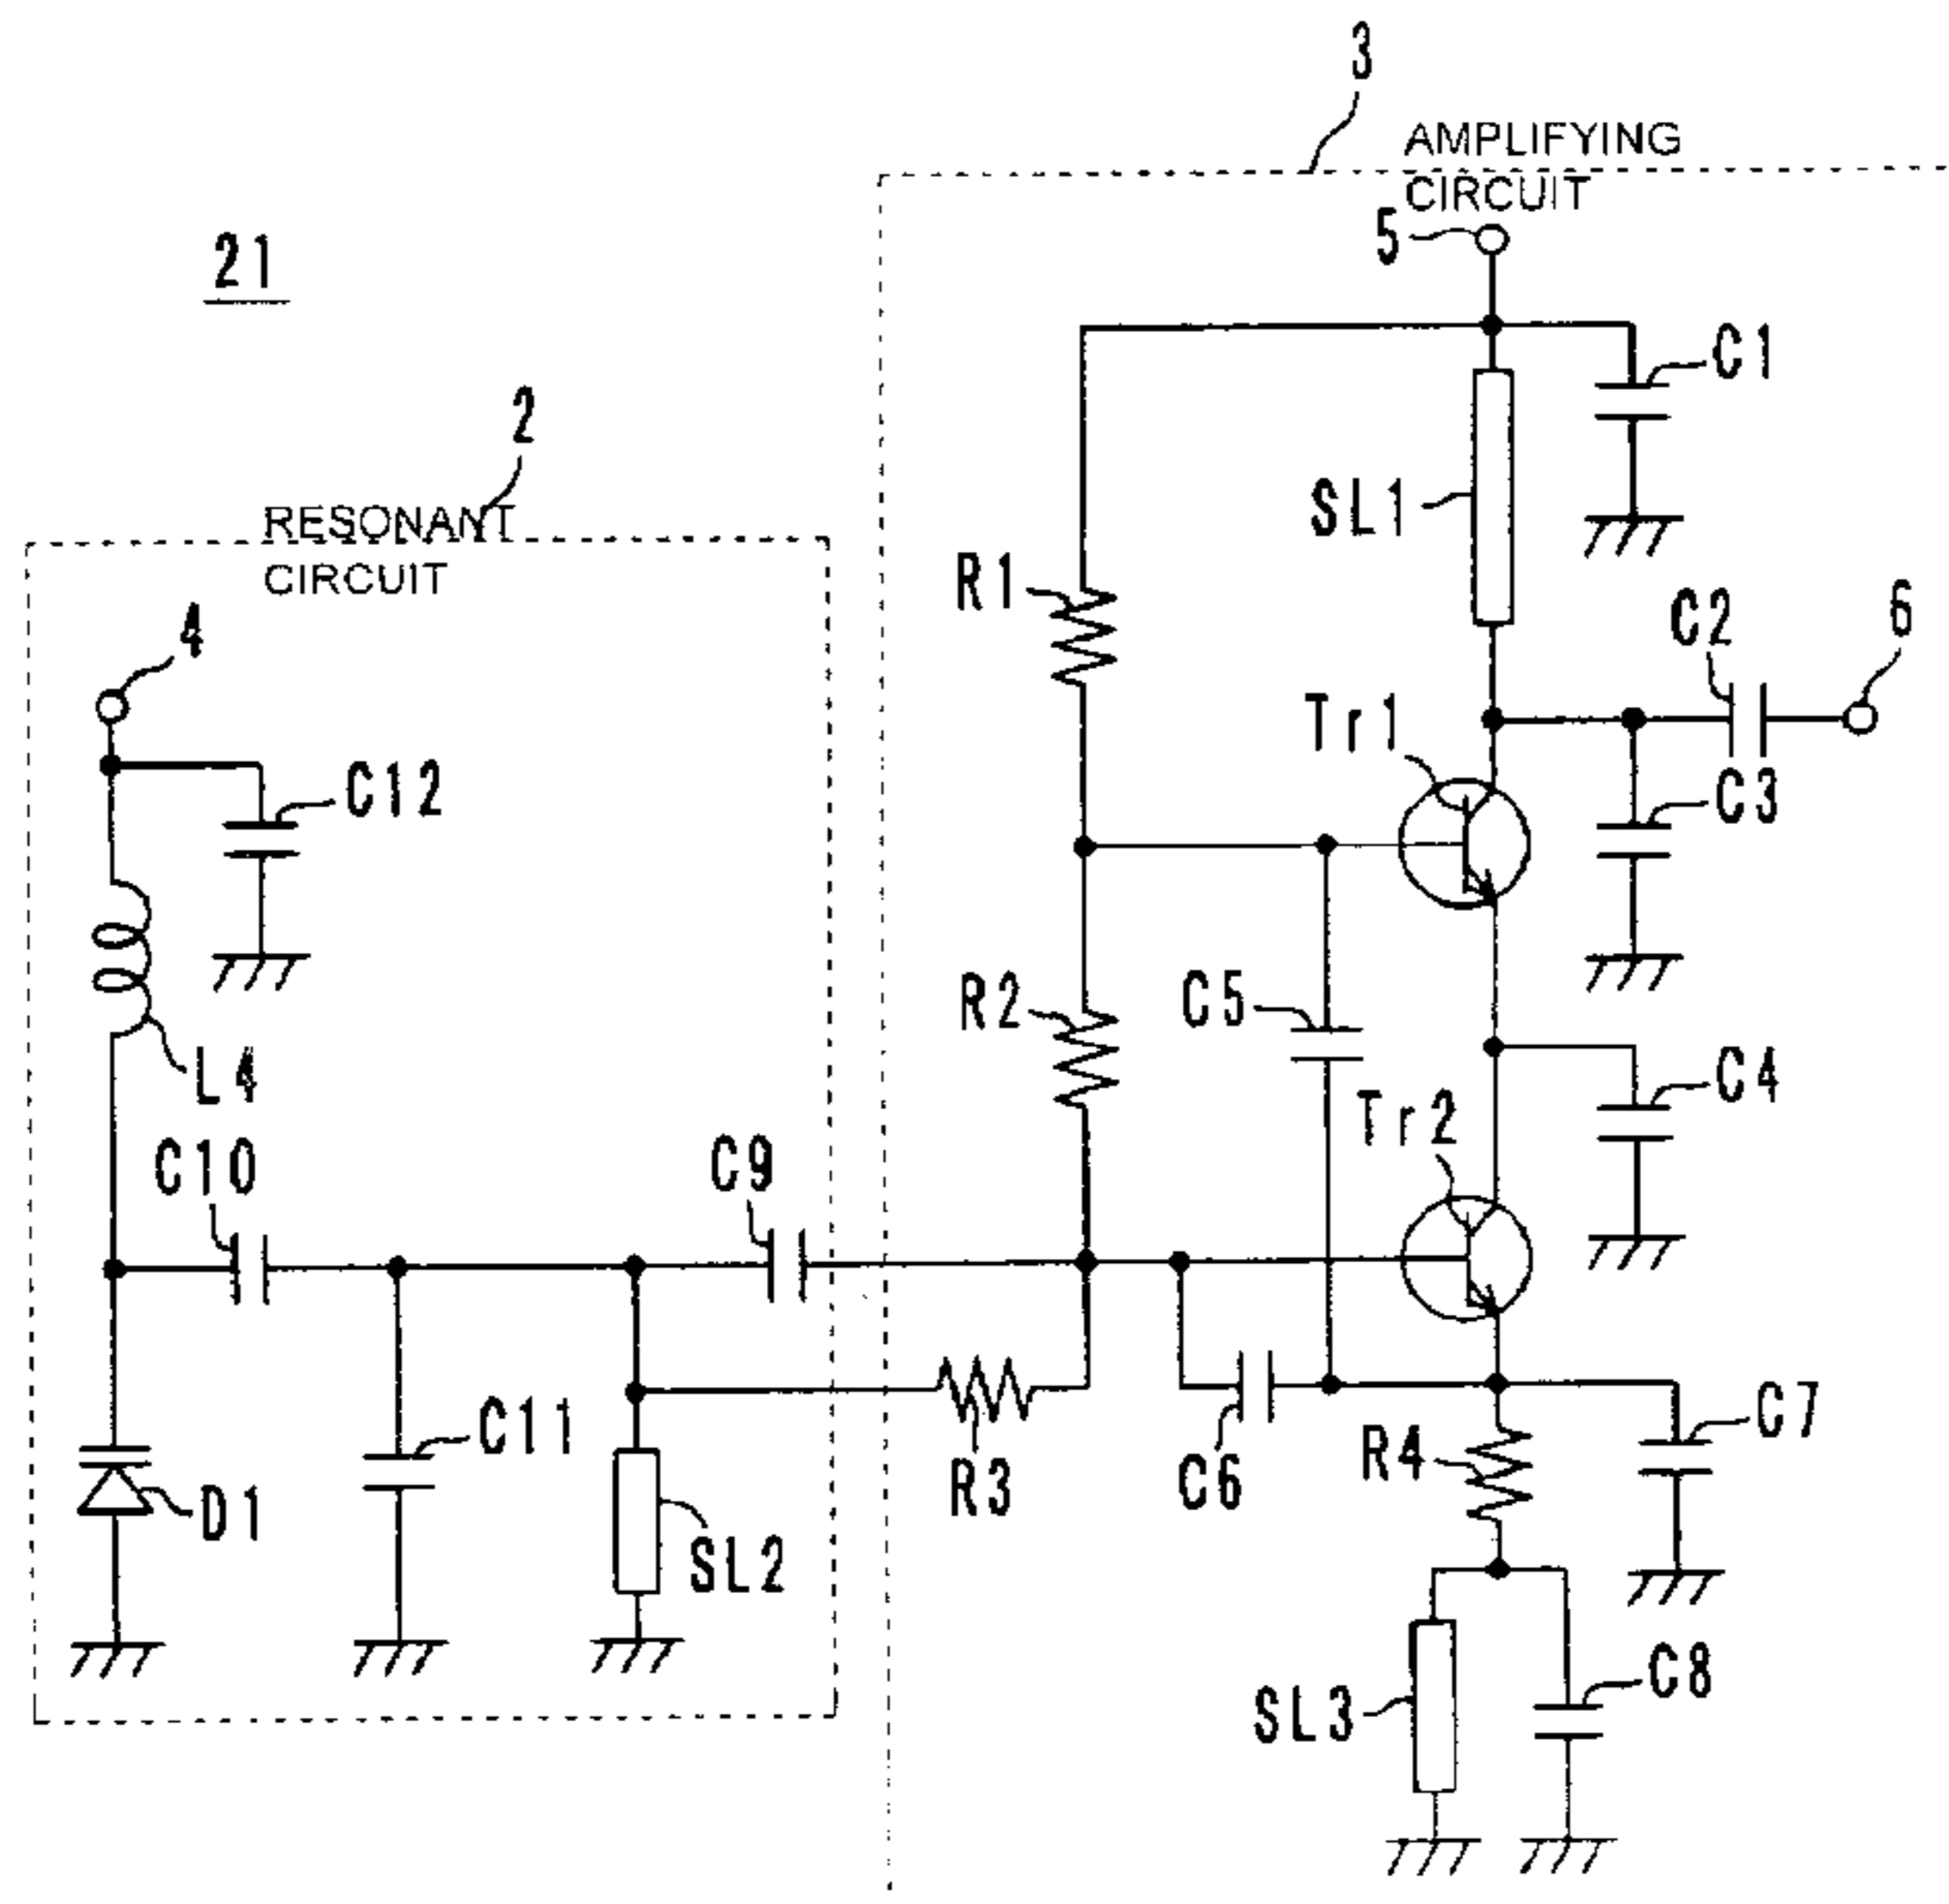 3
AMPLIFYING
CIRCUIT
5
21
C1
2
SL1
RESONANT
CIRCUIT
R1
C2
6
4
Tr1
C12
C3
R2
C5
L4
C4
Tr2
C10
C9
C11
C7
R4
D1
R3
C6
SL2
C8
SL3